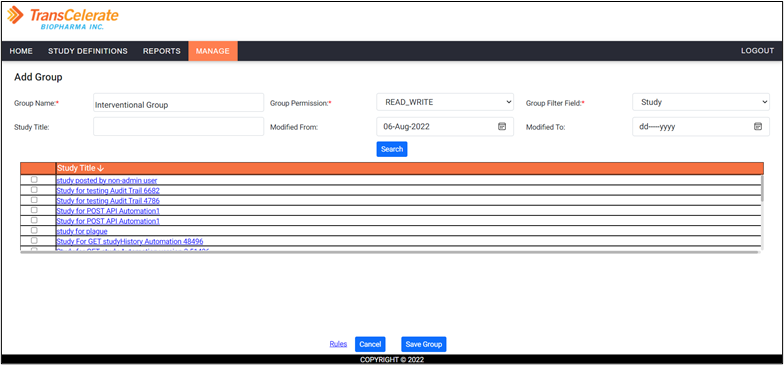 TransCelerate
BIOPHARMA INC.
HOME STUDY DEFINITIONS REPORTS MANAGE LOGOUT
Add Group
Group Name:* Interventional Group Group Permission:* READ_WRITE Group Filter Field:* Study
Study Title: Modified From: 06-Aug-2022 Modified To: dd-----yyyy
Search
Study Title ↓
study posted by non-admin user
Study for testing Audit Trail 6682
Study for testing Audit Trail 4786
Study for POST API Automation1
Study for POST API Automation1
study for plague
Study For GET studyHistory Automation 48496
Rules Cancel Save Group
COPYRIGHT © 2022